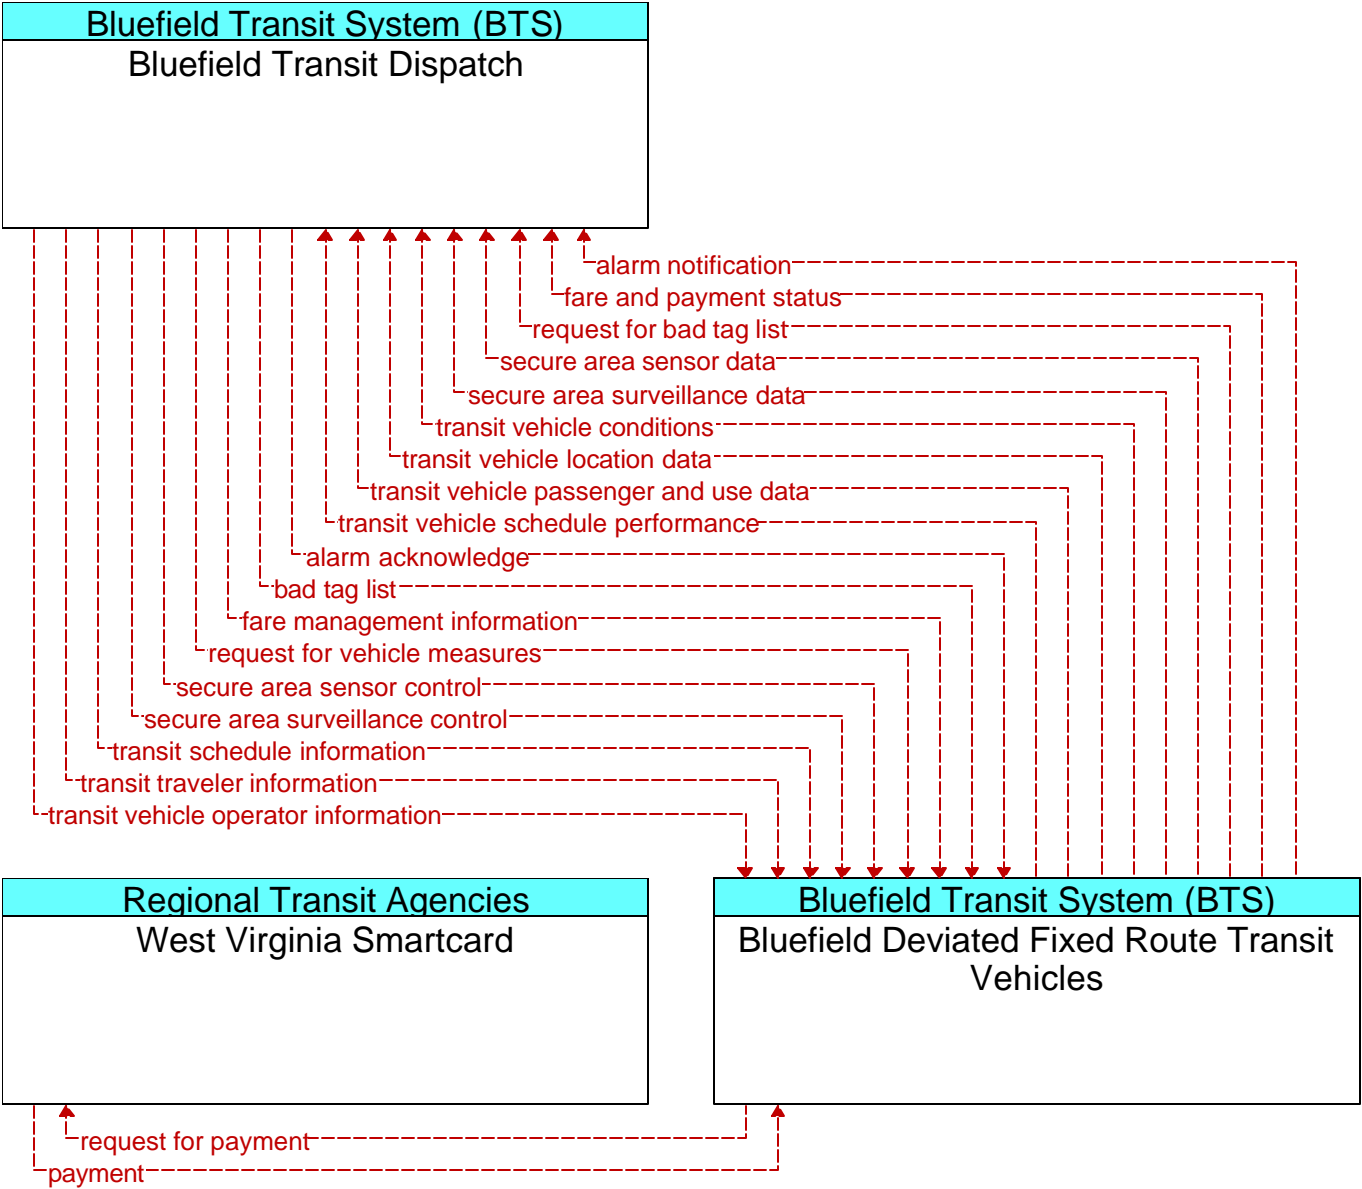 Bluefield Transit System (BTS)
Bluefield Transit Dispatch
alarm notification
fare and payment status
request for bad tag list
secure area sensor data
secure area surveillance data
transit vehicle conditions
transit vehicle location data
transit vehicle passenger and use data
transit vehicle schedule performance
alarm acknowledge
bad tag list
fare management information
request for vehicle measures
secure area sensor control
secure area surveillance control
transit schedule information
transit traveler information
transit vehicle operator information
Regional Transit Agencies
West Virginia Smartcard
Bluefield Transit System (BTS)
Bluefield Deviated Fixed Route Transit
Vehicles
request for payment
payment